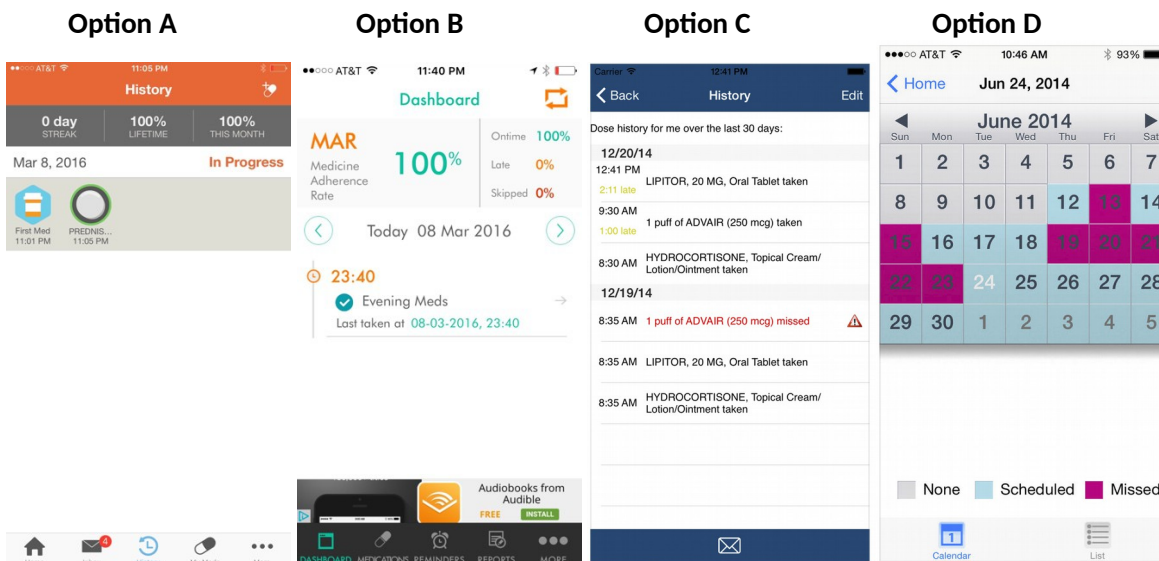 Option A
Option B
Option C
Option D
AT&T 11:05 PM
History
0 day 100% 100%
STREAK LIFETIME THIS MONTH
Mar 8, 2016 In Progress
First Med PREDNIS...
11:01 PM 11:05 PM
4
AT&T 11:40 PM
Dashboard
MAR
Medicine
Adherence
Rate
100%
Ontime 100%
Late 0%
Skipped 0%
Today 08 Mar 2016
23:40
Evening Meds
Last taken at 08-03-2016, 23:40
Audiobooks from
Audible
FREE INSTALL
DASHBOARD MEDICATIONS REMINDERS REPORTS MORE
Carrier 12:41 PM
Back History Edit
Dose history for me over the last 30 days:
12/20/14
12:41 PM
2:11 late
LIPITOR, 20 MG, Oral Tablet taken
9:30 AM
1:00 late
1 puff of ADVAIR (250 mcg) taken
8:30 AM
HYDROCORTISONE, Topical Cream/
Lotion/Ointment taken
12/19/14
8:35 AM 1 puff of ADVAIR (250 mcg) missed
8:35 AM LIPITOR, 20 MG, Oral Tablet taken
8:35 AM
HYDROCORTISONE, Topical Cream/
Lotion/Ointment taken
AT&T 10:46 AM 93%
Home Jun 24, 2014
June 2014
Sun Mon Tue Wed Thu Fri Sat
1 2 3 4 5 6 7
8 9 10 11 12 13 14
15 16 17 18 19 20 21
22 23 24 25 26 27 28
29 30 1 2 3 4 5
None Scheduled Missed
1
Calendar List